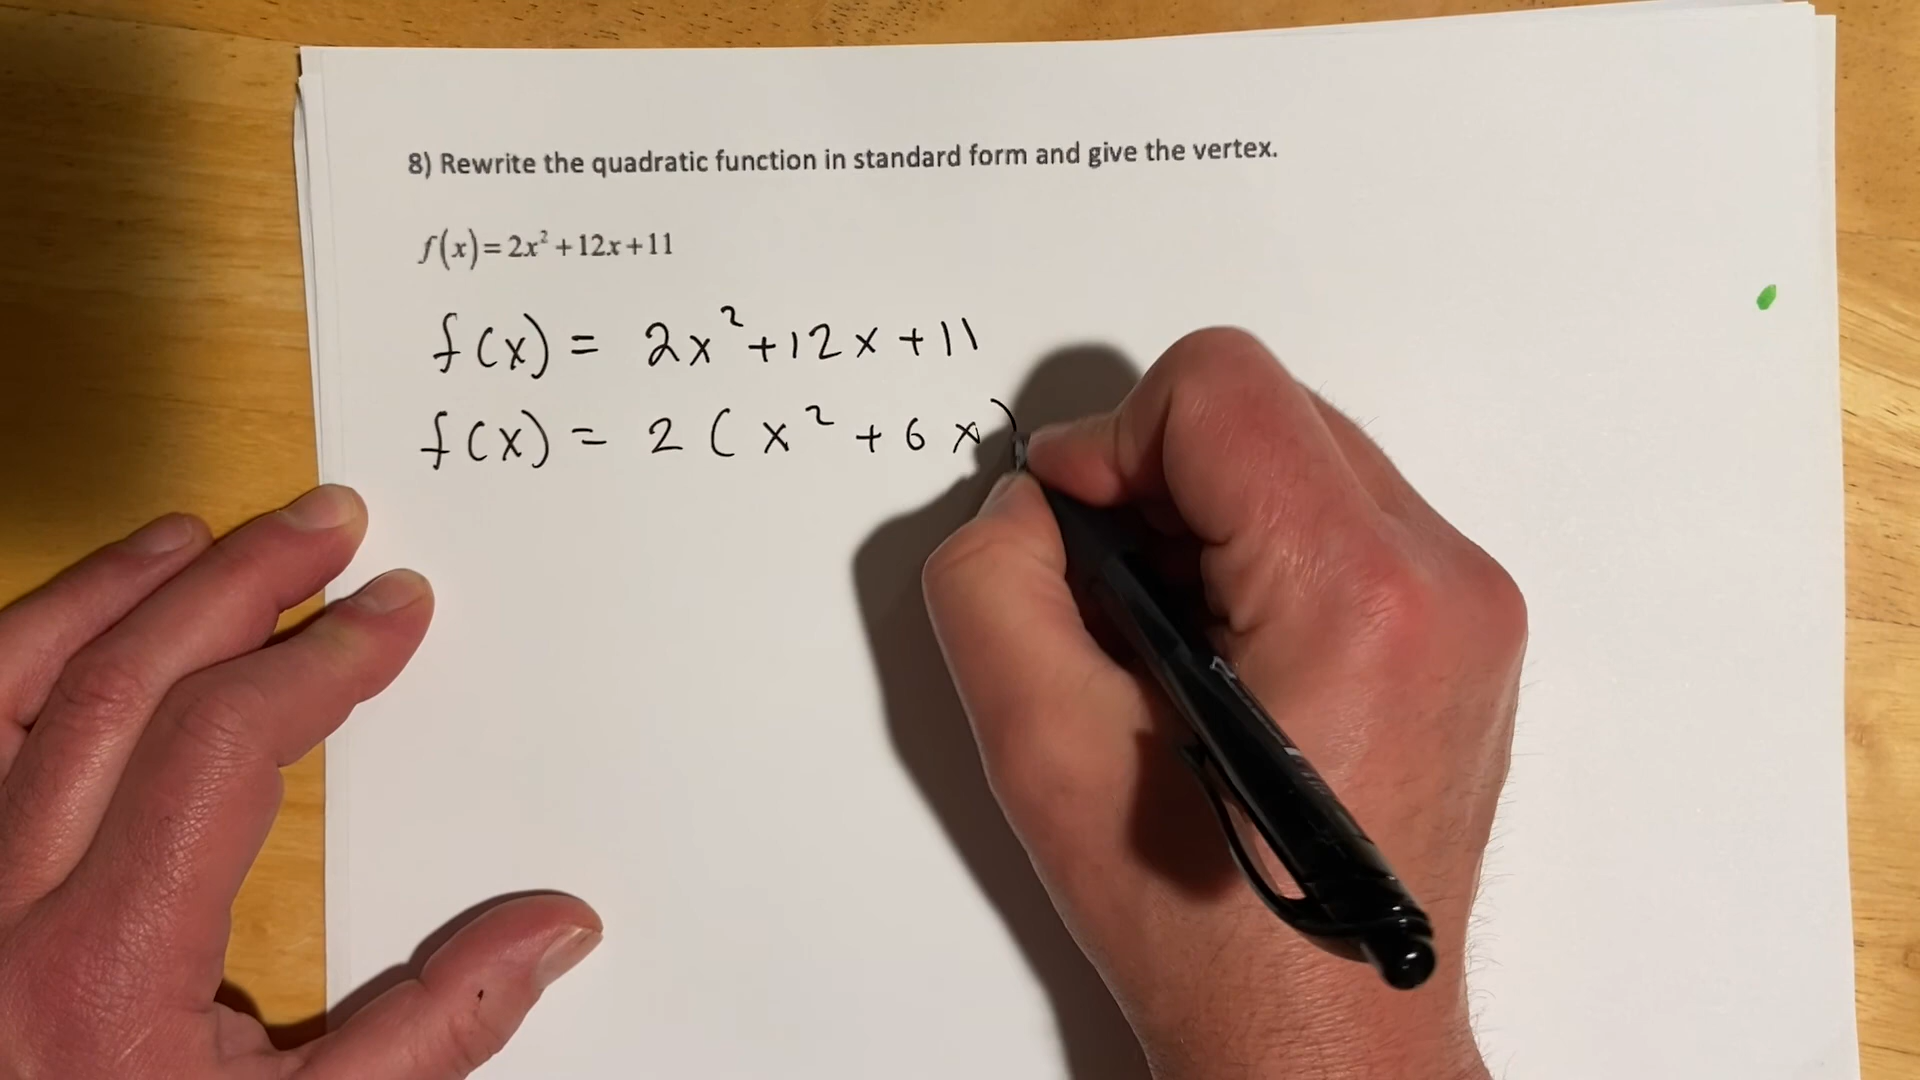 8) Rewrite the quadratic function in standard form and give the vertex.
f(x)=2x²+12x+11
f(x) = 2x²+12x+11
f(x) = 2(x²+6x)